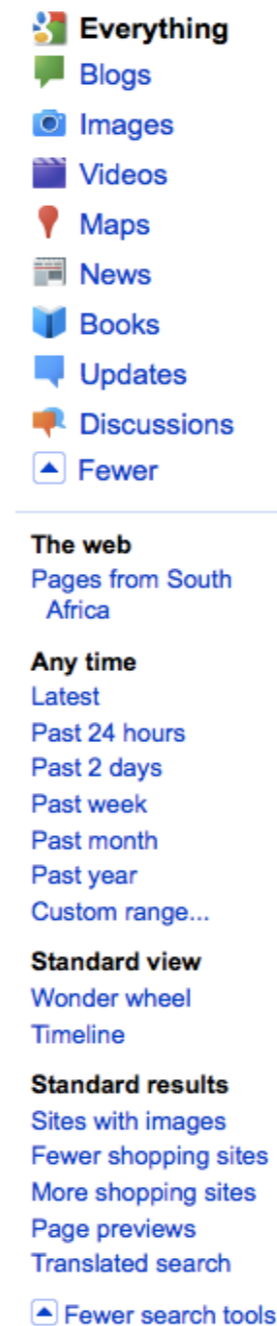 Everything
Blogs
Images
Videos
Maps
News
Books
Updates
Discussions
Fewer
The web
Pages from South
Africa
Any time
Latest
Past 24 hours
Past 2 days
Past week
Past month
Past year
Custom range...
Standard view
Wonder wheel
Timeline
Standard results
Sites with images
Fewer shopping sites
More shopping sites
Page previews
Translated search
Fewer search tools